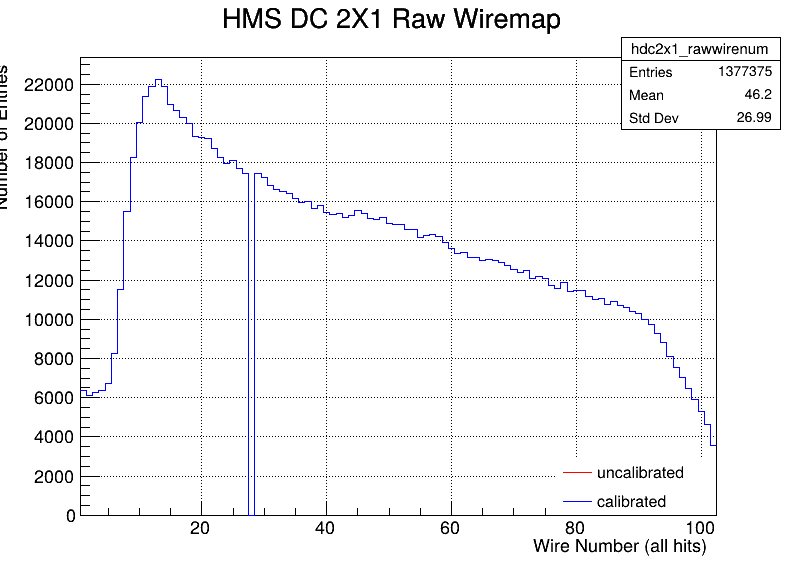 HMS DC 2X1 Raw Wiremap
hdc2x1_rawwirenum
Entries 1377375
Mean 46.2
Std Dev 26.99
Number of Entries
22000
20000
18000
16000
14000
12000
10000
8000
6000
4000
2000
0
uncalibrated
calibrated
20 40 60 80 100
Wire Number (all hits)